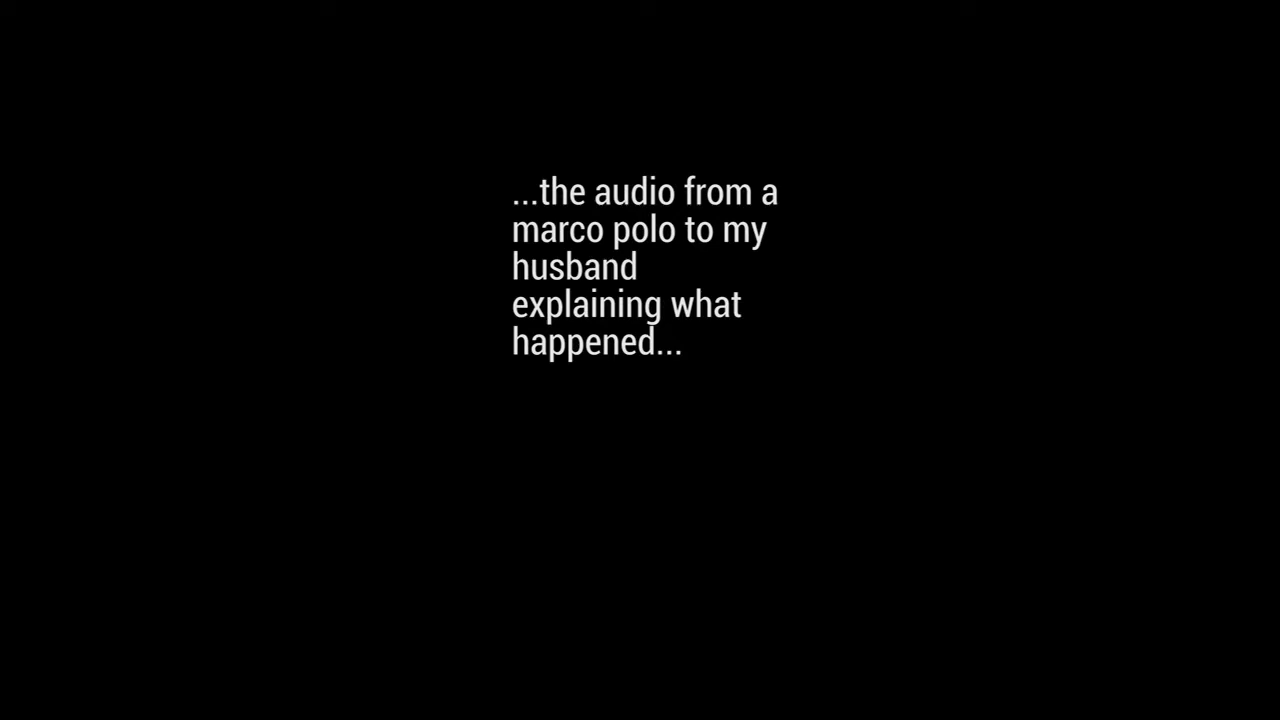 ...the audio from a
marco polo to my
husband
explaining what
happened...